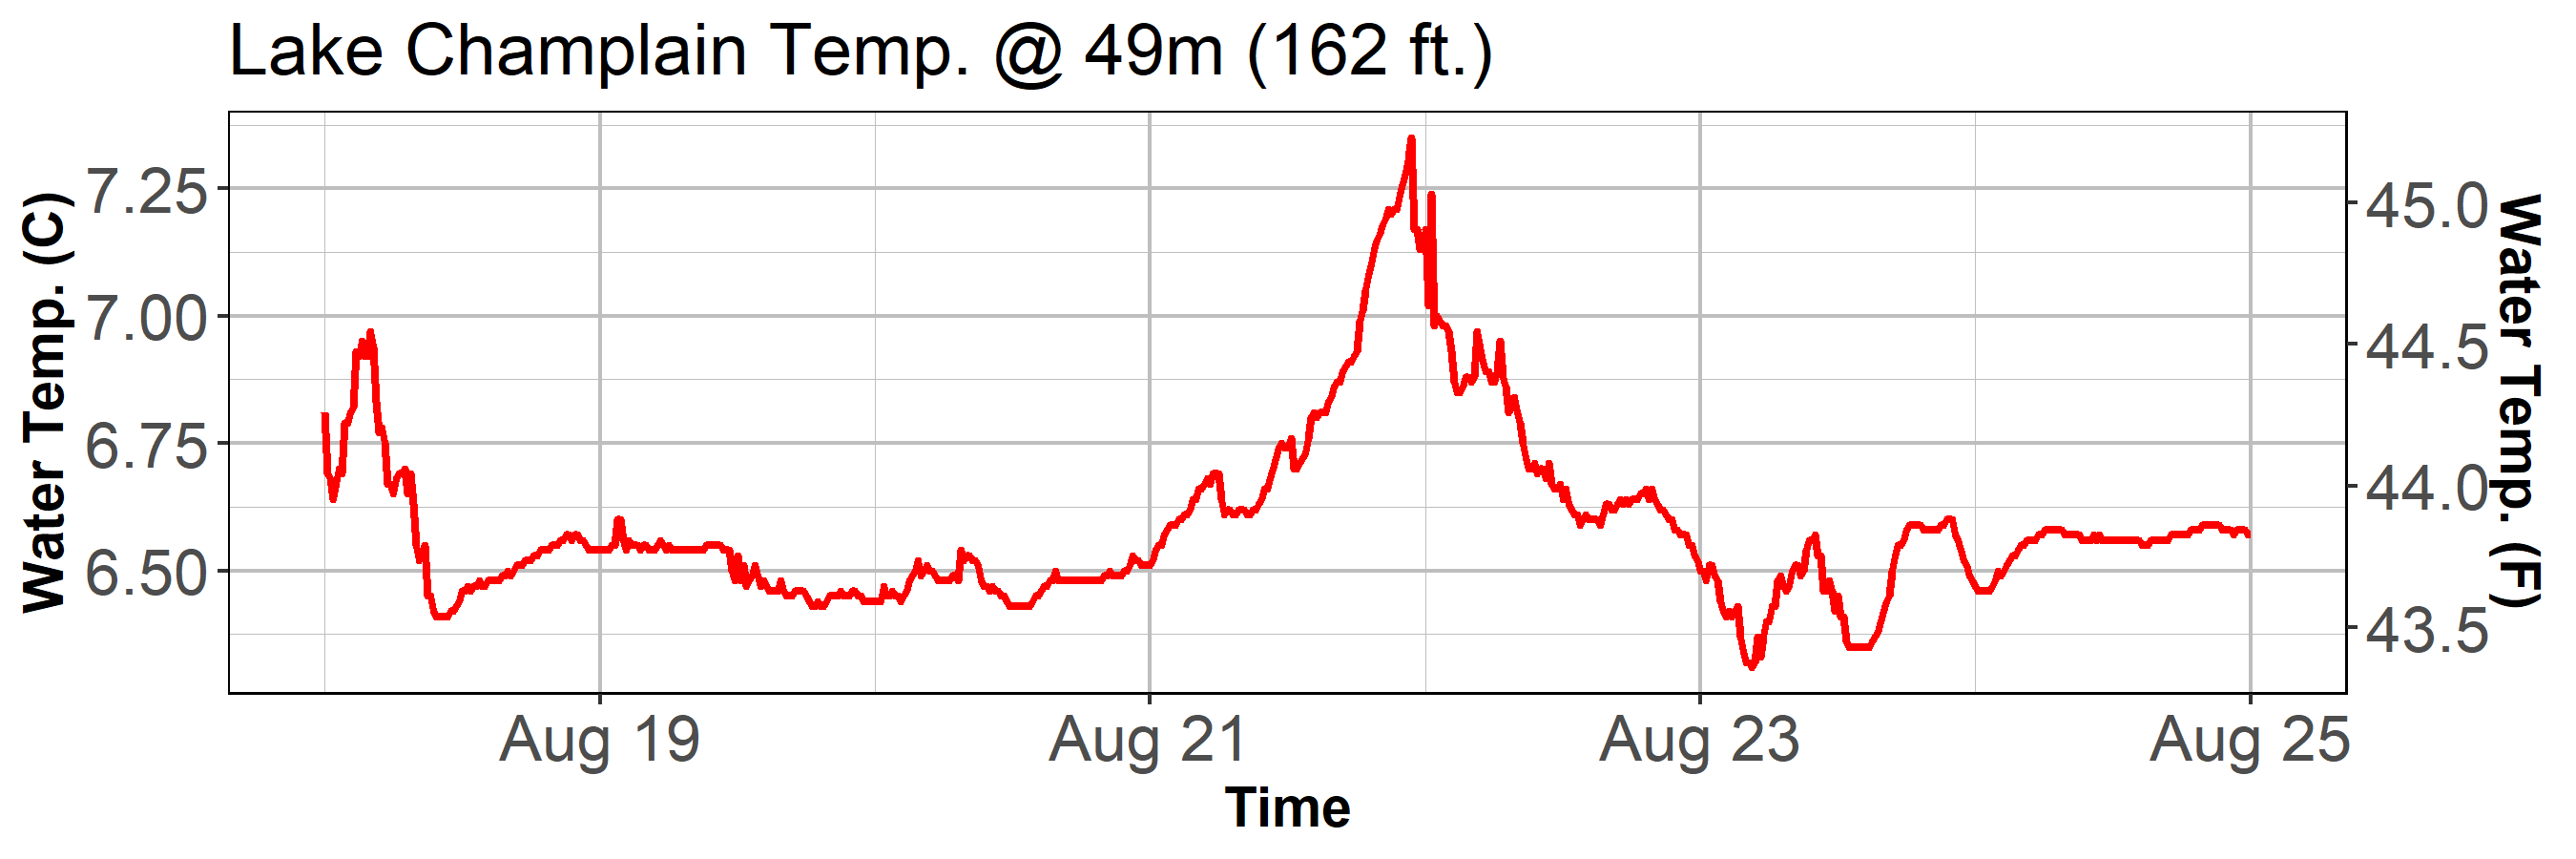 Lake Champlain Temp. @ 49m (162 ft.)
Water Temp. (C)
7.25
7.00
6.75
6.50
45.0
44.5
44.0
43.5
Water Temp. (F)
Aug 19
Aug 21
Aug 23
Aug 25
Time